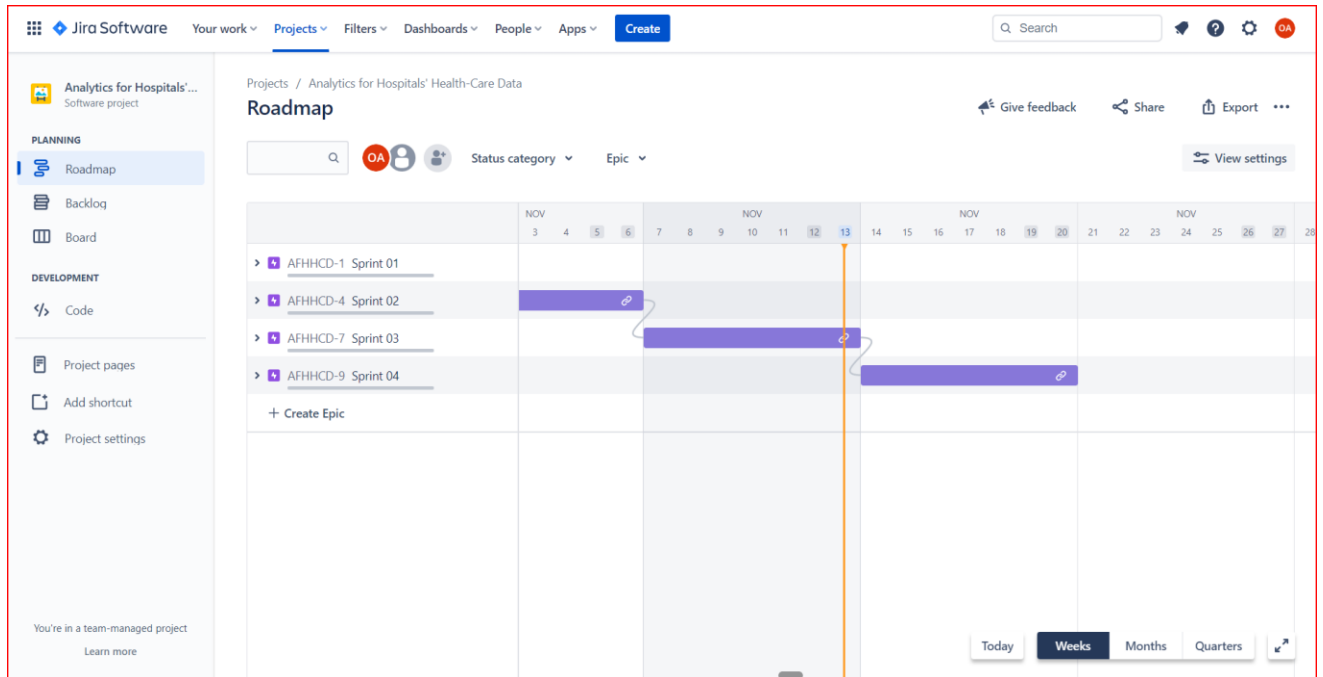 Jira Software Your work Projects Filters Dashboards People Apps Create Search OA
Analytics for Hospitals'...
Software project
PLANNING
Roadmap
Backlog
Board
DEVELOPMENT
Code
Project pages
Add shortcut
Project settings
You're in a team-managed project
Learn more
Projects / Analytics for Hospitals' Health-Care Data
Roadmap
Give feedback Share Export
OA Status category Epic View settings
NOV NOV NOV NOV
3 4 5 6 7 8 9 10 11 12 13 14 15 16 17 18 19 20 21 22 23 24 25 26 27 28
AFHHCD-1 Sprint 01
AFHHCD-4 Sprint 02
AFHHCD-7 Sprint 03
AFHHCD-9 Sprint 04
+ Create Epic
Today Weeks Months Quarters